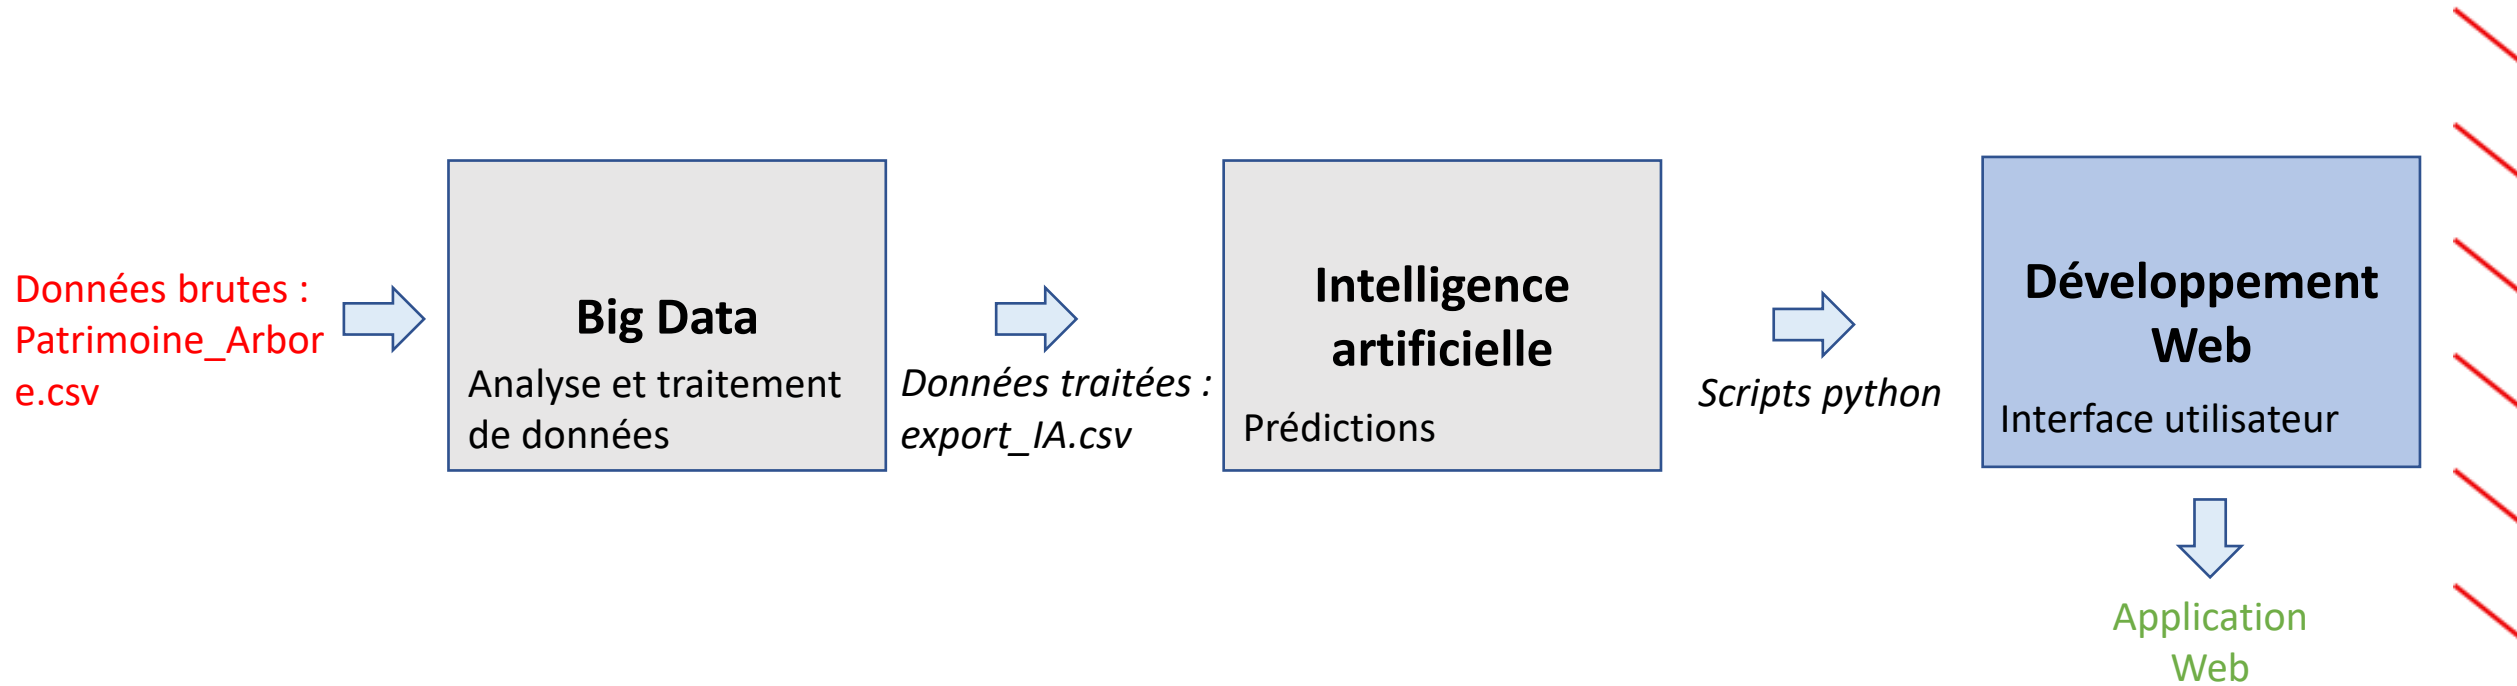 Données brutes :
Patrimoine_Arbor
e.csv
Big Data
Analyse et traitement
de données
Données traitées :
export_IA.csv
Intelligence
artificielle
Prédictions
Scripts python
Développement
Web
Interface utilisateur
Application
Web